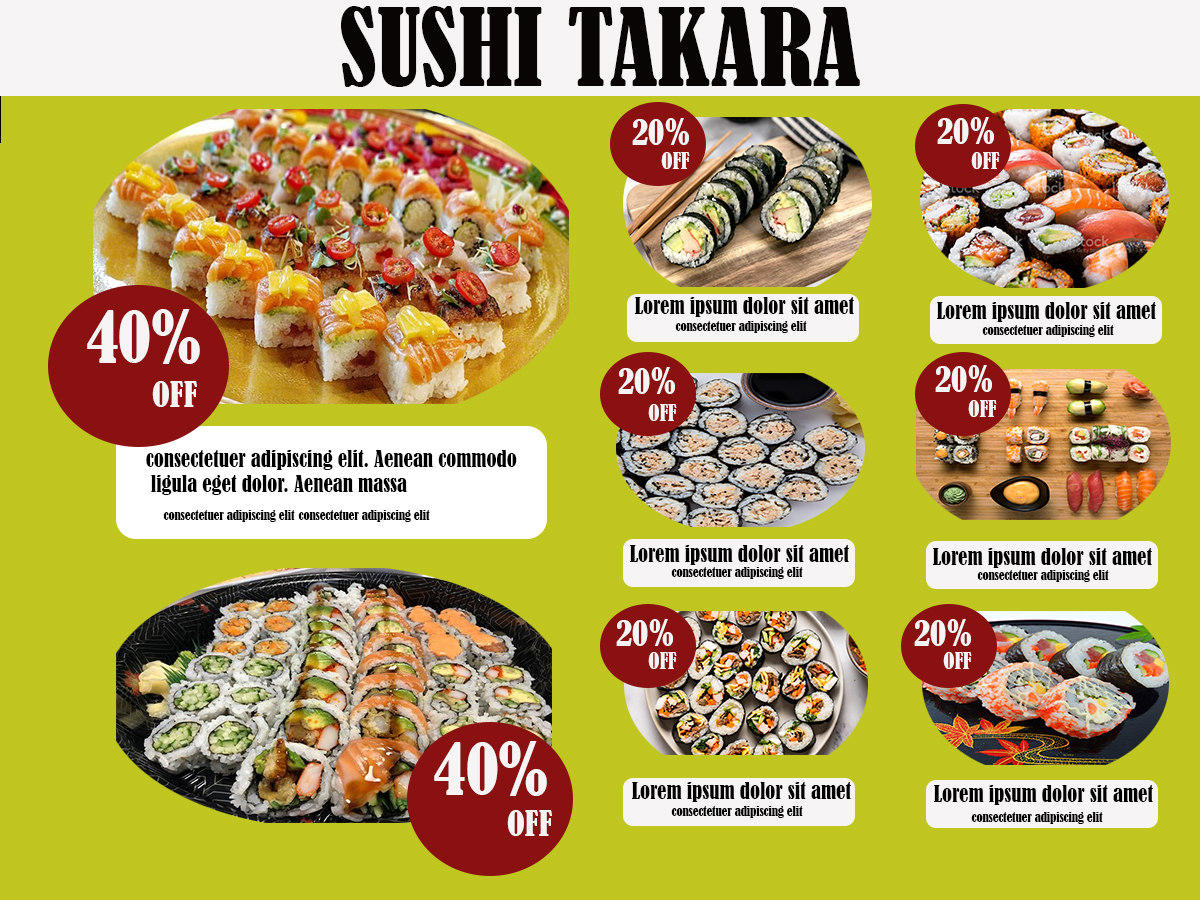 SUSHI TAKARA
40%
OFF
consectetuer adipiscing elit. Aenean commodo
ligula eget dolor. Aenean massa
consectetuer adipiscing elit consectetuer adipiscing elit
40%
OFF
20%
OFF
Lorem ipsum dolor sit amet
consectetuer adipiscing elit
20%
OFF
Lorem ipsum dolor sit amet
consectetuer adipiscing elit
20%
OFF
Lorem ipsum dolor sit amet
consectetuer adipiscing elit
20%
OFF
Lorem ipsum dolor sit amet
consectetuer adipiscing elit
20%
OFF
Lorem ipsum dolor sit amet
consectetuer adipiscing elit
20%
OFF
Lorem ipsum dolor sit amet
consectetuer adipiscing elit